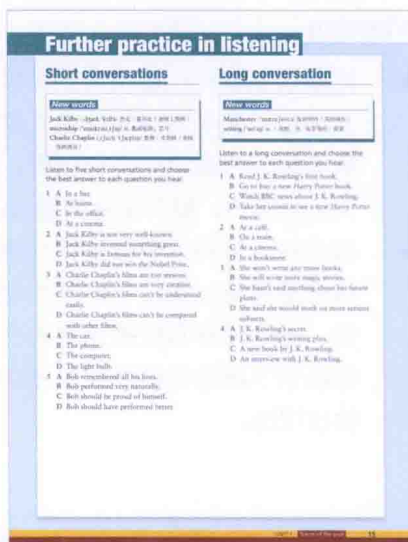 Further practice in listening
Short conversations
New words
Jack Kilby
microchip
Charlie Chaplin
Listen to five short conversations and choose
the best answer to each question you hear.
1 A In a bar.
B At home.
C In the office.
D At a cinema.
2 A Jack Kilby is not very well-known.
B Jack Kilby invented something great.
C Jack Kilby is famous for his invention.
D Jack Kilby did not win the Nobel Prize.
3 A Charlie Chaplin's films are too
B Charlie Chaplin's films are very creative.
C Charlie Chaplin's films can't be understood
easily.
D Charlie Chaplin's films can't be compared
with other films.
4 A The car.
B The phone.
C The computer.
D The light bulb.
5 A Bob remembered all his lines.
B Bob performed very naturally.
C Bob should be proud of himself.
D Bob should have performed better.
Long conversation
New words
Manchester
Listen to a long conversation and choose the
best answer to each question you hear.
1 A Read J. K. Rowling's first book.
B Go to buy a new Harry Potter book.
C Watch BBC news about J. K. Rowling.
D Take her cousin to see a new Harry Potter
movie.
2 A At a café.
B On a train.
C At a cinema.
D In a bookstore.
3 A She won't write any more books.
B She will write more magic stories.
C She hasn't said anything about her future
plans.
D She said she would work on more serious
subjects.
4 A J. K. Rowling's secret.
B J. K. Rowling's writing plan.
C A new book by J. K. Rowling.
D An interview with J. K. Rowling.
UNIT 1
15